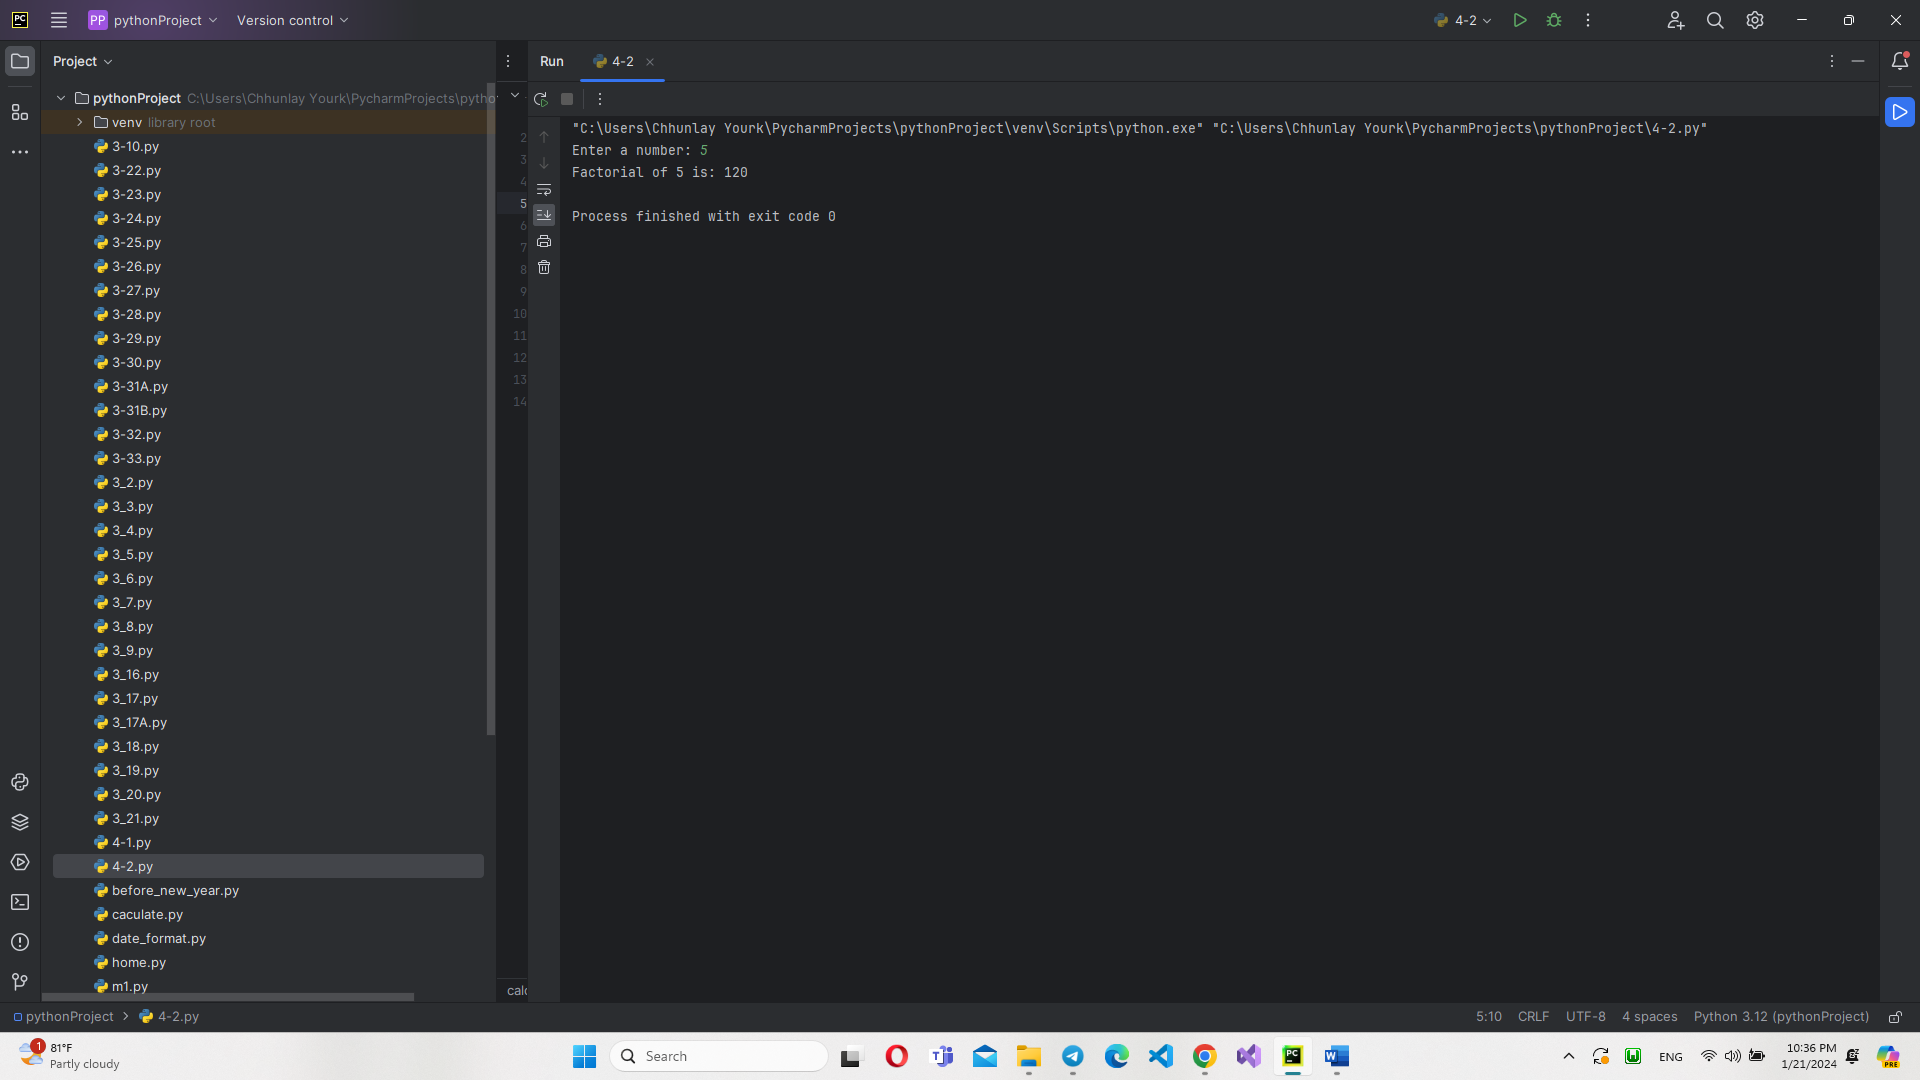 PC
PP pythonProject Version control
4-2
Project
Run 4-2
pythonProject C:\Users\Chhunlay Yourk\PycharmProjects\pytho
venv library root
3-10.py
3-22.py
3-23.py
3-24.py
3-25.py
3-26.py
3-27.py
3-28.py
3-29.py
3-30.py
3-31A.py
3-31B.py
3-32.py
3-33.py
3_2.py
3_3.py
3_4.py
3_5.py
3_6.py
3_7.py
3_8.py
3_9.py
3_16.py
3_17.py
3_17A.py
3_18.py
3_19.py
3_20.py
3_21.py
4-1.py
4-2.py
before_new_year.py
caculate.py
date_format.py
home.py
m1.py
2
3
4
5
6
7
8
9
10
11
12
13
14
calc
"C:\Users\Chhunlay Yourk\PycharmProjects\pythonProject\venv\Scripts\python.exe" "C:\Users\Chhunlay Yourk\PycharmProjects\pythonProject\4-2.py"
Enter a number: 5
Factorial of 5 is: 120
Process finished with exit code 0
pythonProject 4-2.py
5:10 CRLF UTF-8 4 spaces Python 3.12 (pythonProject)
1
81°F
Partly cloudy
Search
PC
ENG
10:36 PM
1/21/2024
PRE